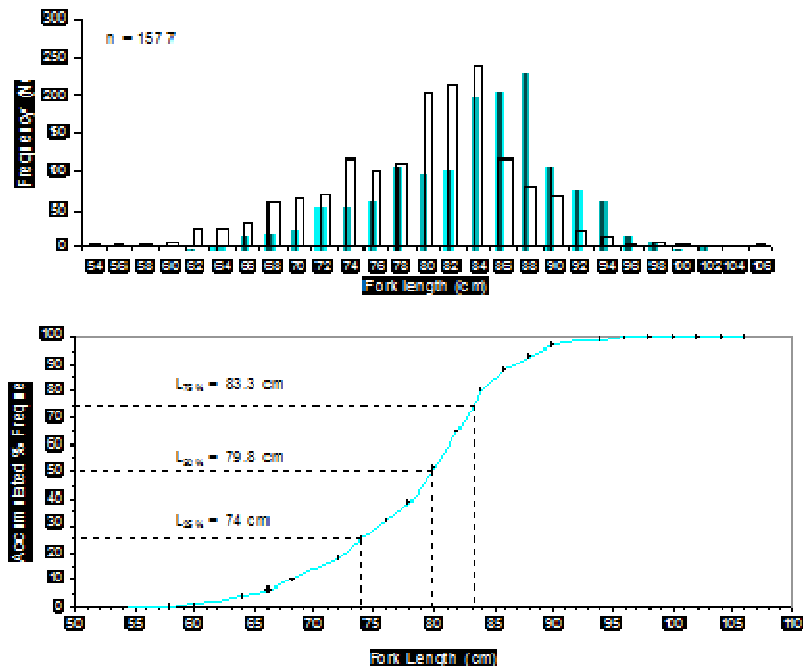 300
n = 1577
250
200
150
100
50
0
Frequency (N)
54 56 58 60 62 64 66 68 70 72 74 76 78 80 82 84 86 88 90 92 94 96 98 100 102 104 106
Fork length (cm)
100
90
80
L75% = 83.3 cm
70
60
L50% = 79.8 cm
50
40
30
L25% = 74 cm
20
10
0
Accumulated % Freque
50 55 60 65 70 75 80 85 90 95 100 105 110
Fork Length (cm)